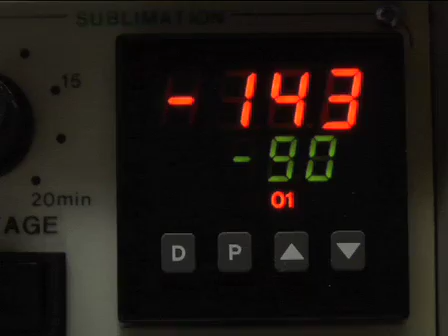 SUBLIMATION
-143
15
-90
20min
01
AGE
D P